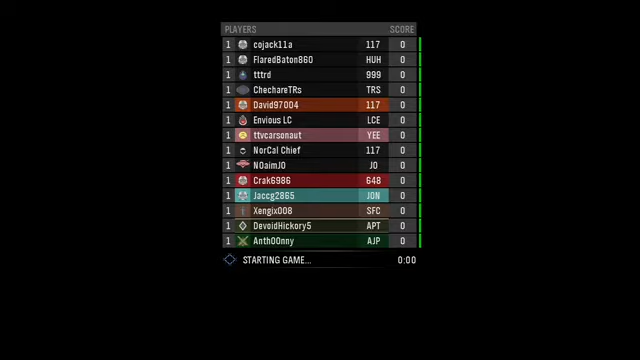 PLAYERS SCORE
1 cojack11a 117 0
1 FlaredBaton860 HUH 0
1 tttrd 999 0
1 ChechareTRs TRS 0
1 David97004 117 0
1 Envious LC LCE 0
1 ttvcarsonaut YEE 0
1 NorCal Chief 117 0
1 N0aimJ0 JO 0
1 Crak6986 648 0
1 Jaccg2865 JON 0
1 Xengix008 SFC 0
1 DevoidHickory5 APT 0
1 Anth00nny AJP 0
STARTING GAME... 0:00